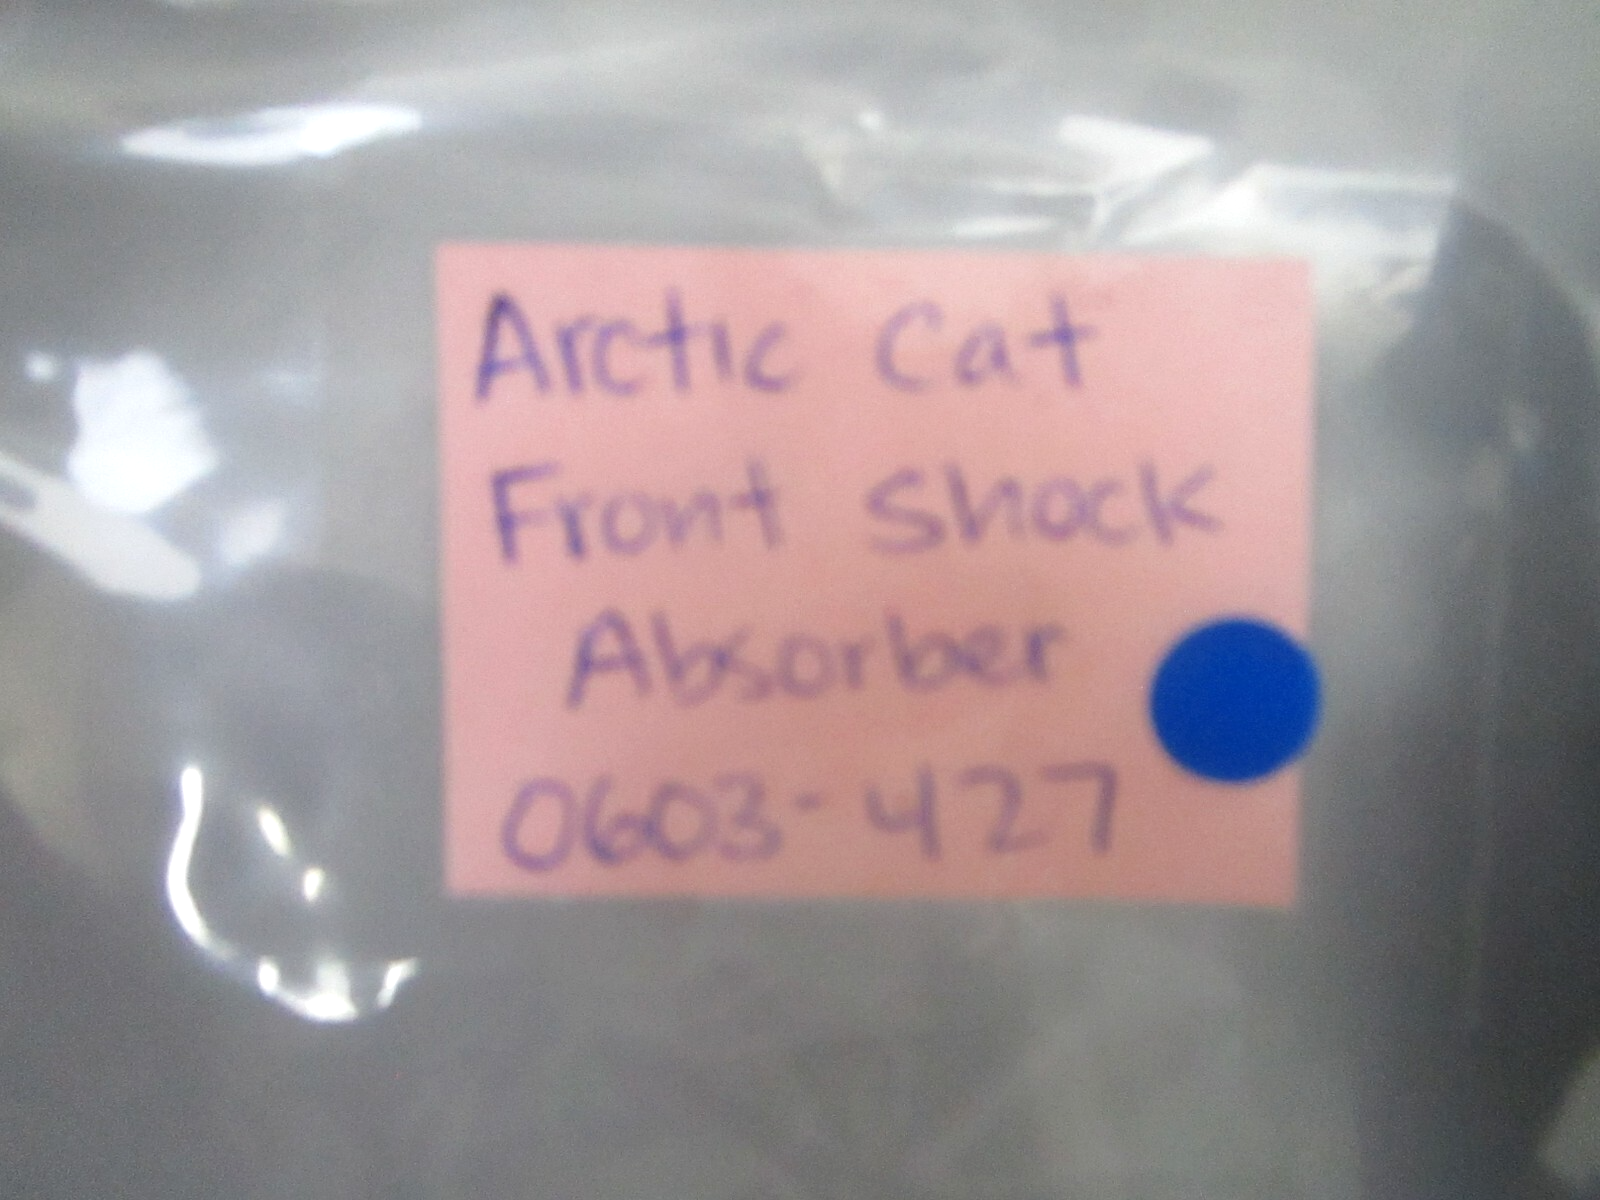 Arctic Cat
Front Shock
Absorber
0603-427